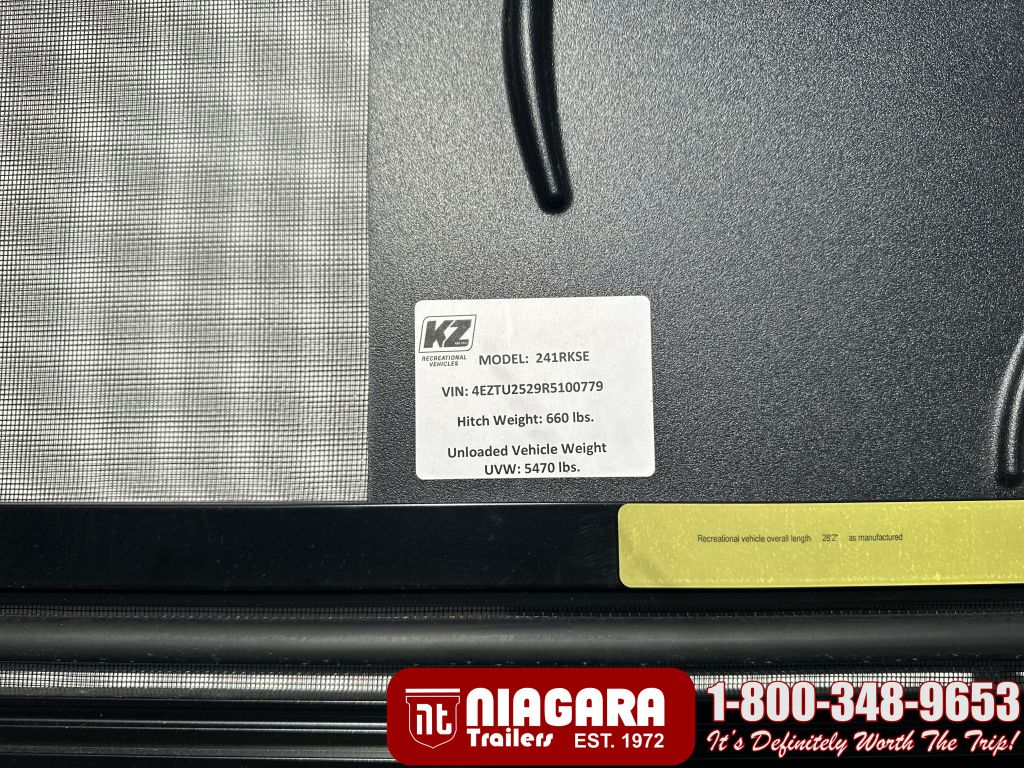 KZ
RECREATIONAL
VEHICLES
MODEL: 241RKSE
VIN: 4EZTU2529R5100779
Hitch Weight: 660 lbs.
Unloaded Vehicle Weight
UVW: 5470 lbs.
Recreational vehicle overall length 28'2" as manufactured
nt NIAGARA
Trailers EST. 1972
1-800-348-9653
It's Definitely Worth The Trip!